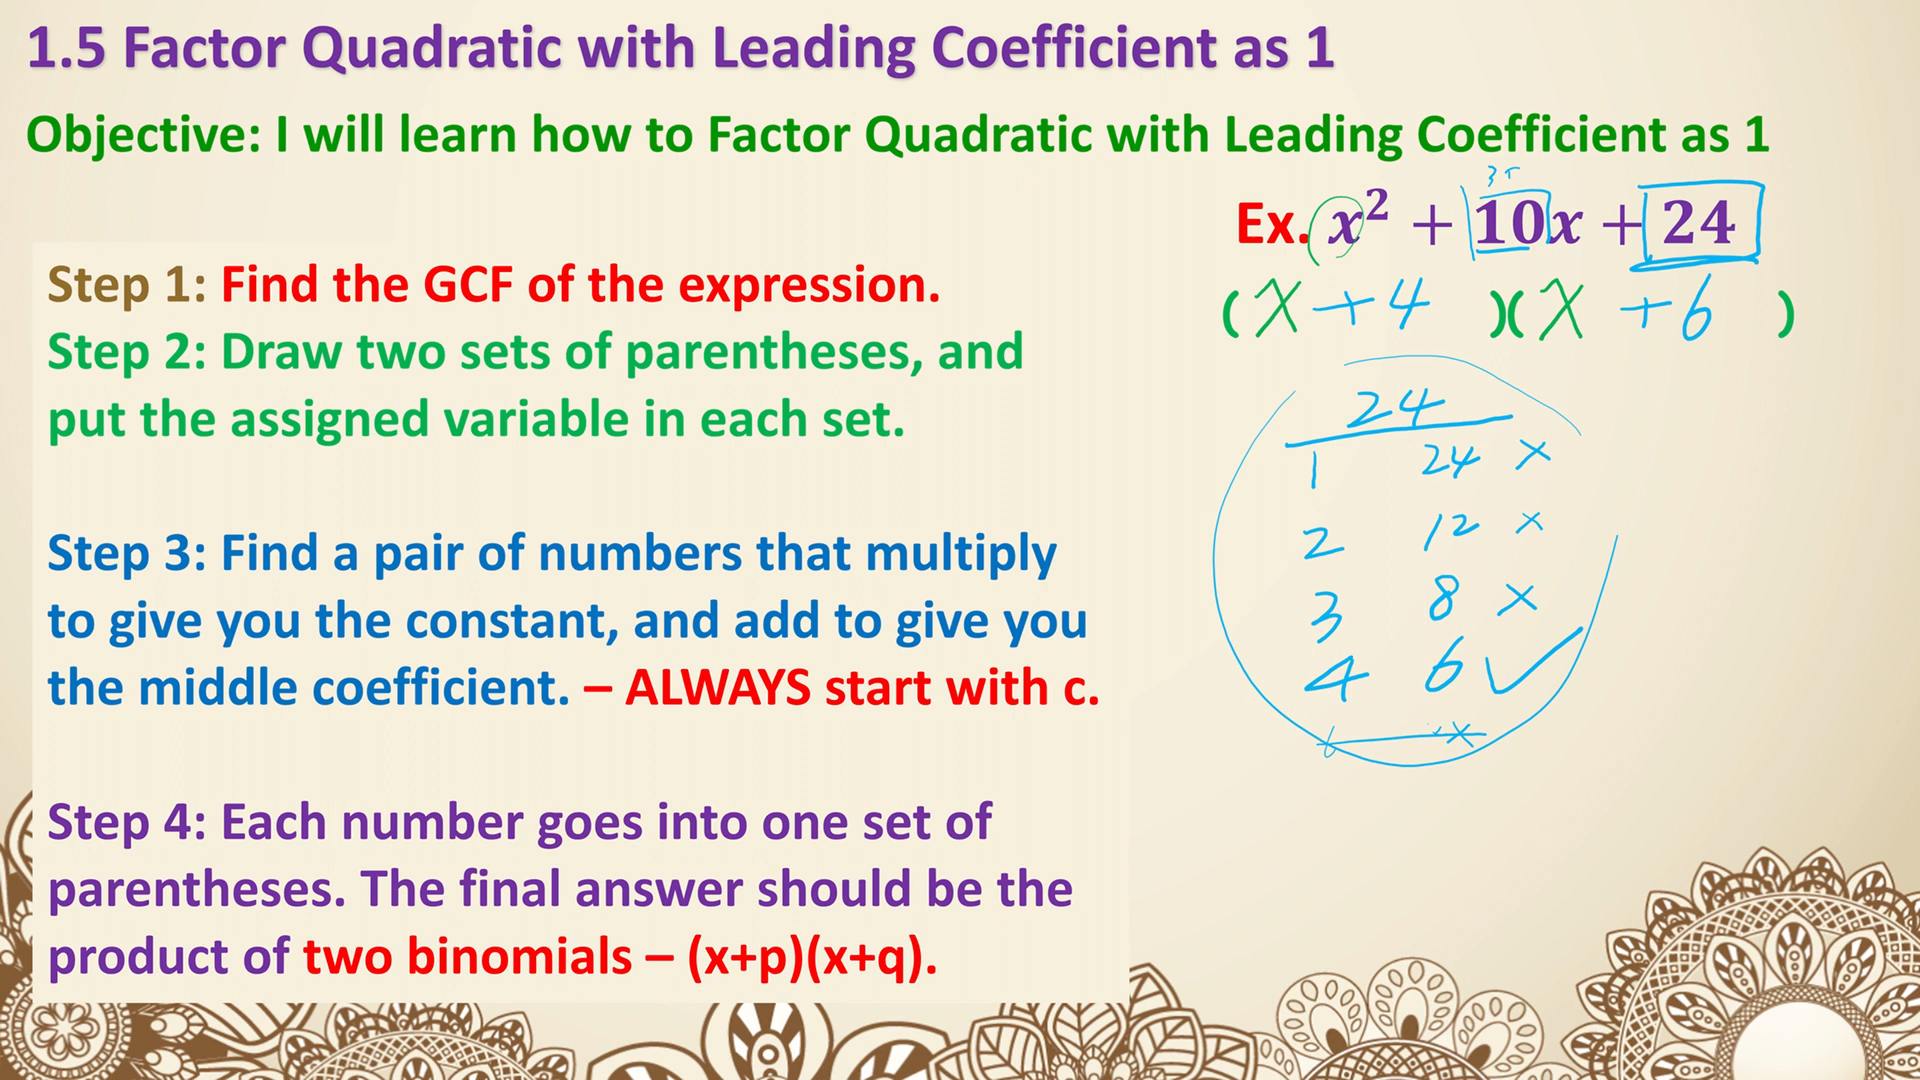 1.5 Factor Quadratic with Leading Coefficient as 1
Objective: I will learn how to Factor Quadratic with Leading Coefficient as 1
Ex. x² + 10x + 24
(x + 4 )(x + 6 )
Step 1: Find the GCF of the expression.
Step 2: Draw two sets of parentheses, and
put the assigned variable in each set.
Step 3: Find a pair of numbers that multiply
to give you the constant, and add to give you
the middle coefficient. – ALWAYS start with c.
Step 4: Each number goes into one set of
parentheses. The final answer should be the
product of two binomials – (x+p)(x+q).
24
1 24 ×
2 12 ×
3 8 ×
4 6 ✓